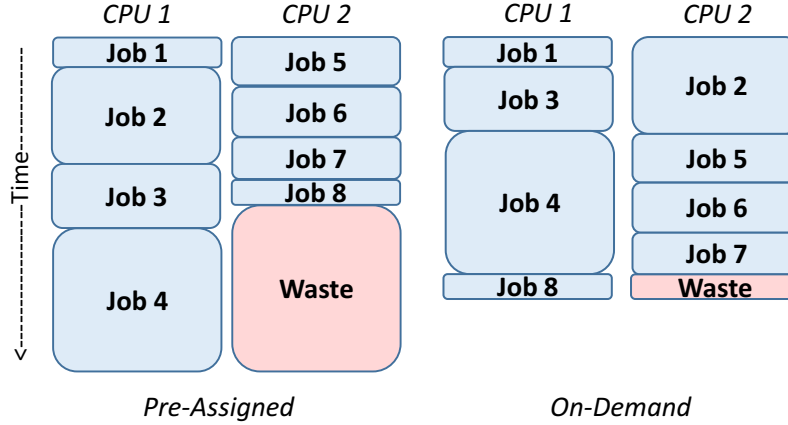 CPU 1
CPU 2
Job 1
Job 2
Job 3
Job 4
Job 5
Job 6
Job 7
Job 8
Waste
Time
Pre-Assigned
CPU 1
CPU 2
Job 1
Job 3
Job 4
Job 8
Job 2
Job 5
Job 6
Job 7
Waste
On-Demand